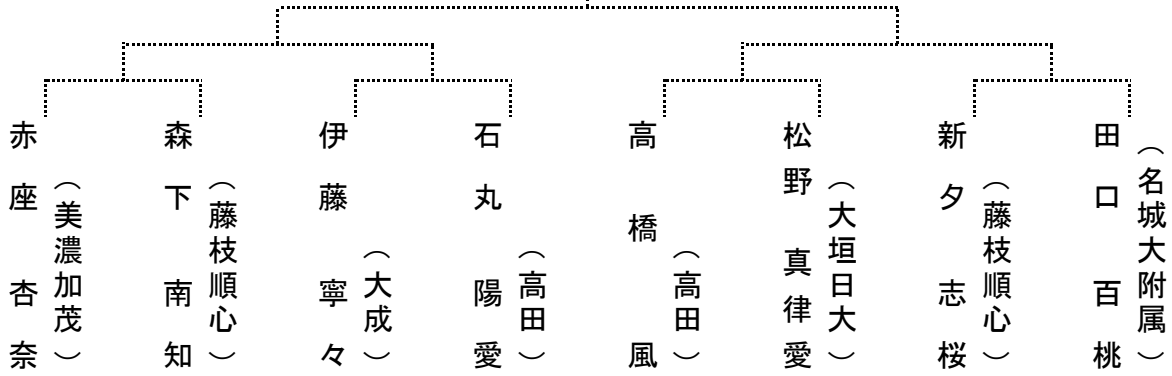 赤座杏奈
（美濃加茂）
森下南知
（藤枝順心）
伊藤寧々
（大成）
石丸陽愛
（高田）
高橋風
（高田）
松野真律愛
（大垣日大）
新夕志桜
（藤枝順心）
田口百桃
（名城大附属）